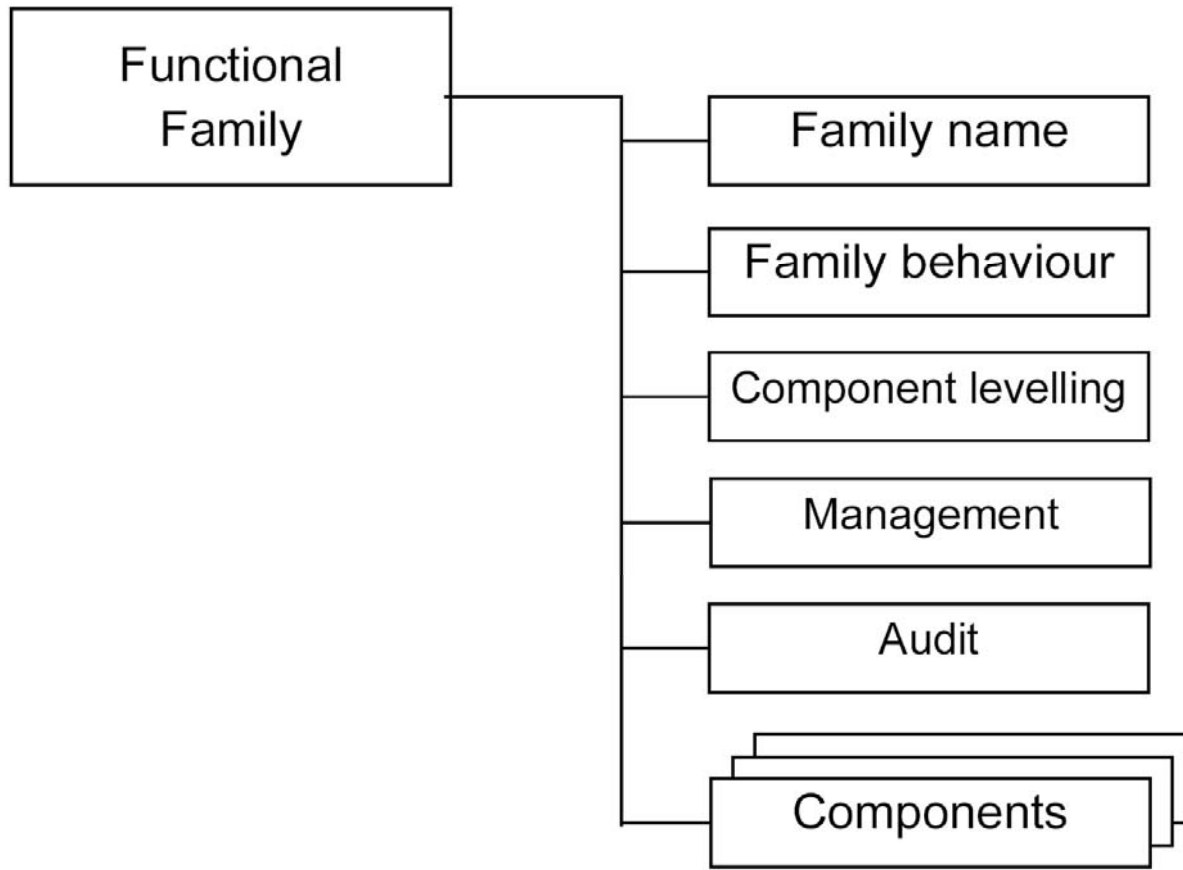 Functional
Family
Family name
Family behaviour
Component levelling
Management
Audit
Components